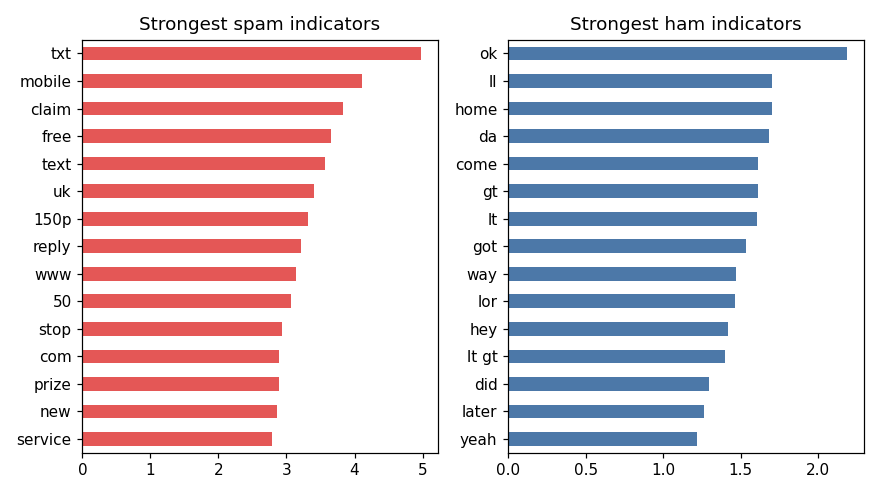 Strongest spam indicators
txt
mobile
claim
free
text
uk
150p
reply
www
50
stop
com
prize
new
service
0 1 2 3 4 5
Strongest ham indicators
ok
ll
home
da
come
gt
lt
got
way
lor
hey
lt gt
did
later
yeah
0.0 0.5 1.0 1.5 2.0